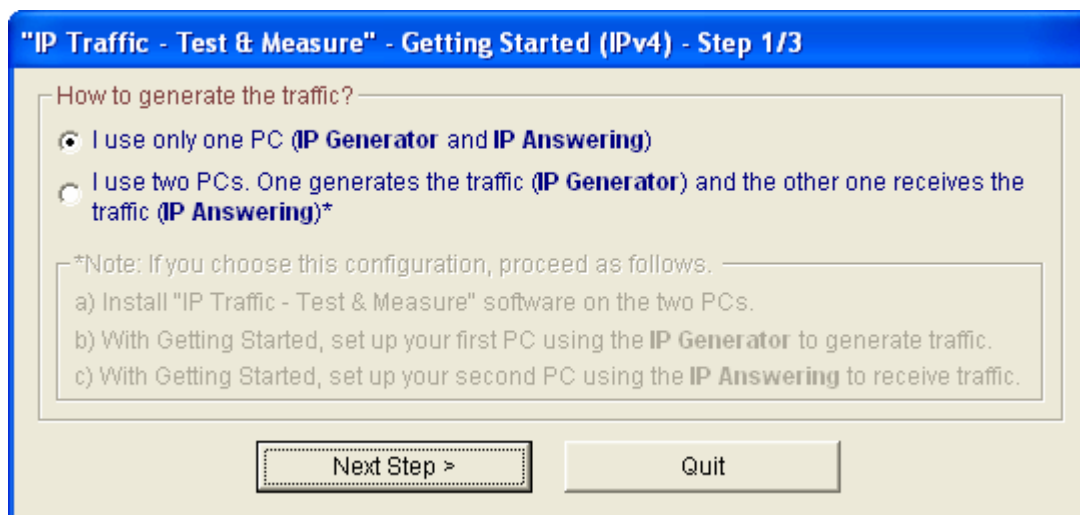 "IP Traffic - Test & Measure" - Getting Started (IPv4) - Step 1/3
How to generate the traffic?
I use only one PC (IP Generator and IP Answering)
I use two PCs. One generates the traffic (IP Generator) and the other one receives the
traffic (IP Answering)*
*Note: If you choose this configuration, proceed as follows.
a) Install "IP Traffic - Test & Measure" software on the two PCs.
b) With Getting Started, set up your first PC using the IP Generator to generate traffic.
c) With Getting Started, set up your second PC using the IP Answering to receive traffic.
Next Step >
Quit